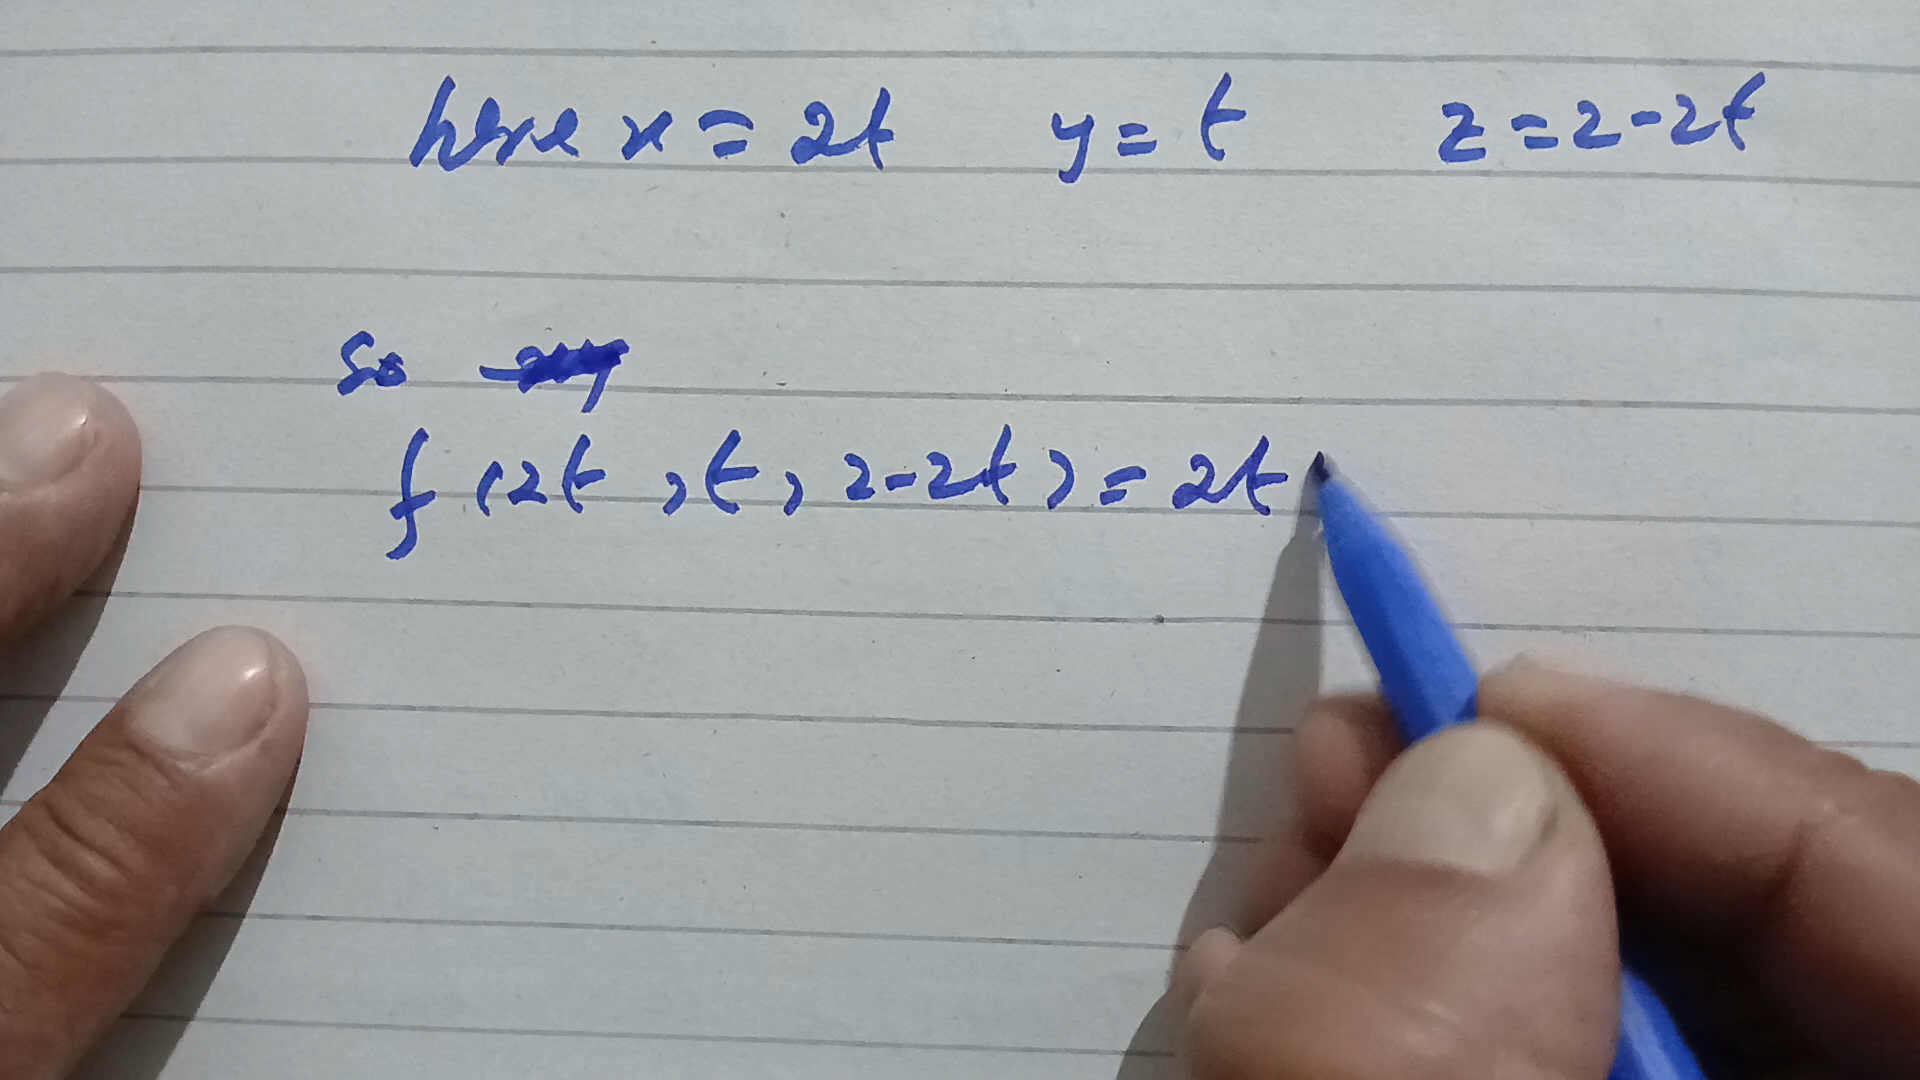 here x = 2t y = t z = 2-2t
so
f (2t , t , 2-2t) = 2t